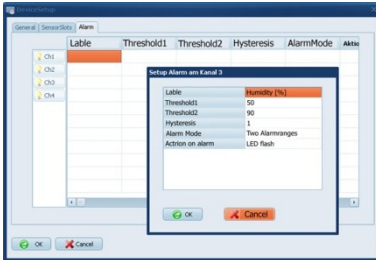 DeviceSetup
General SensorSlots Alarm
Lable Threshold1 Threshold2 Hysteresis AlarmMode Aktio
Ch1
Ch2
Ch3
Ch4
Setup Alarm am Kanal 3
Lable Humidity [%]
Threshold1 50
Threshold2 90
Hysteresis 1
Alarm Mode Two Alarmranges
Actrion on alarm LED flash
OK Cancel
OK Cancel